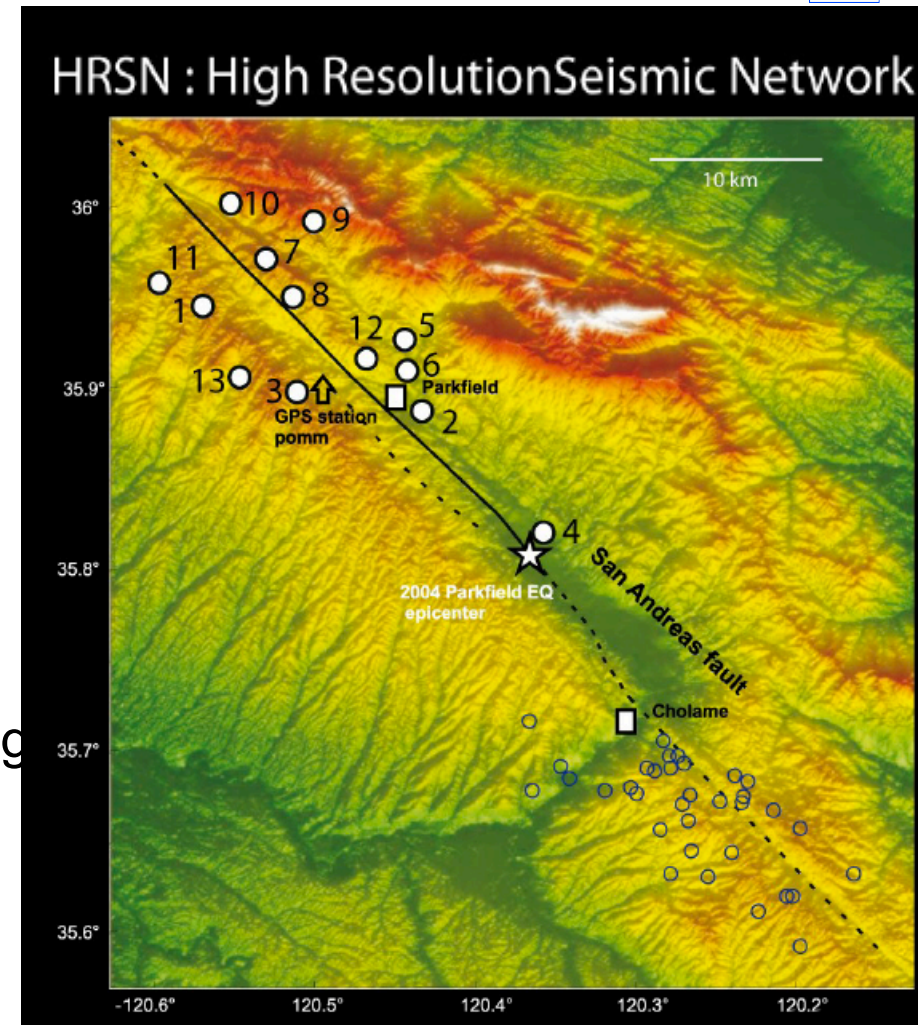 HRSN : High ResolutionSeismic Network
10 km
36°
10
9
11
7
1
8
12
5
6
35.9°
13
3
Parkfield
GPS station
pomm
2
4
San Andreas fault
35.8°
2004 Parkfield EQ
epicenter
Cholame
g
35.7°
35.6°
-120.6°
120.5°
120.4°
120.3°
120.2°